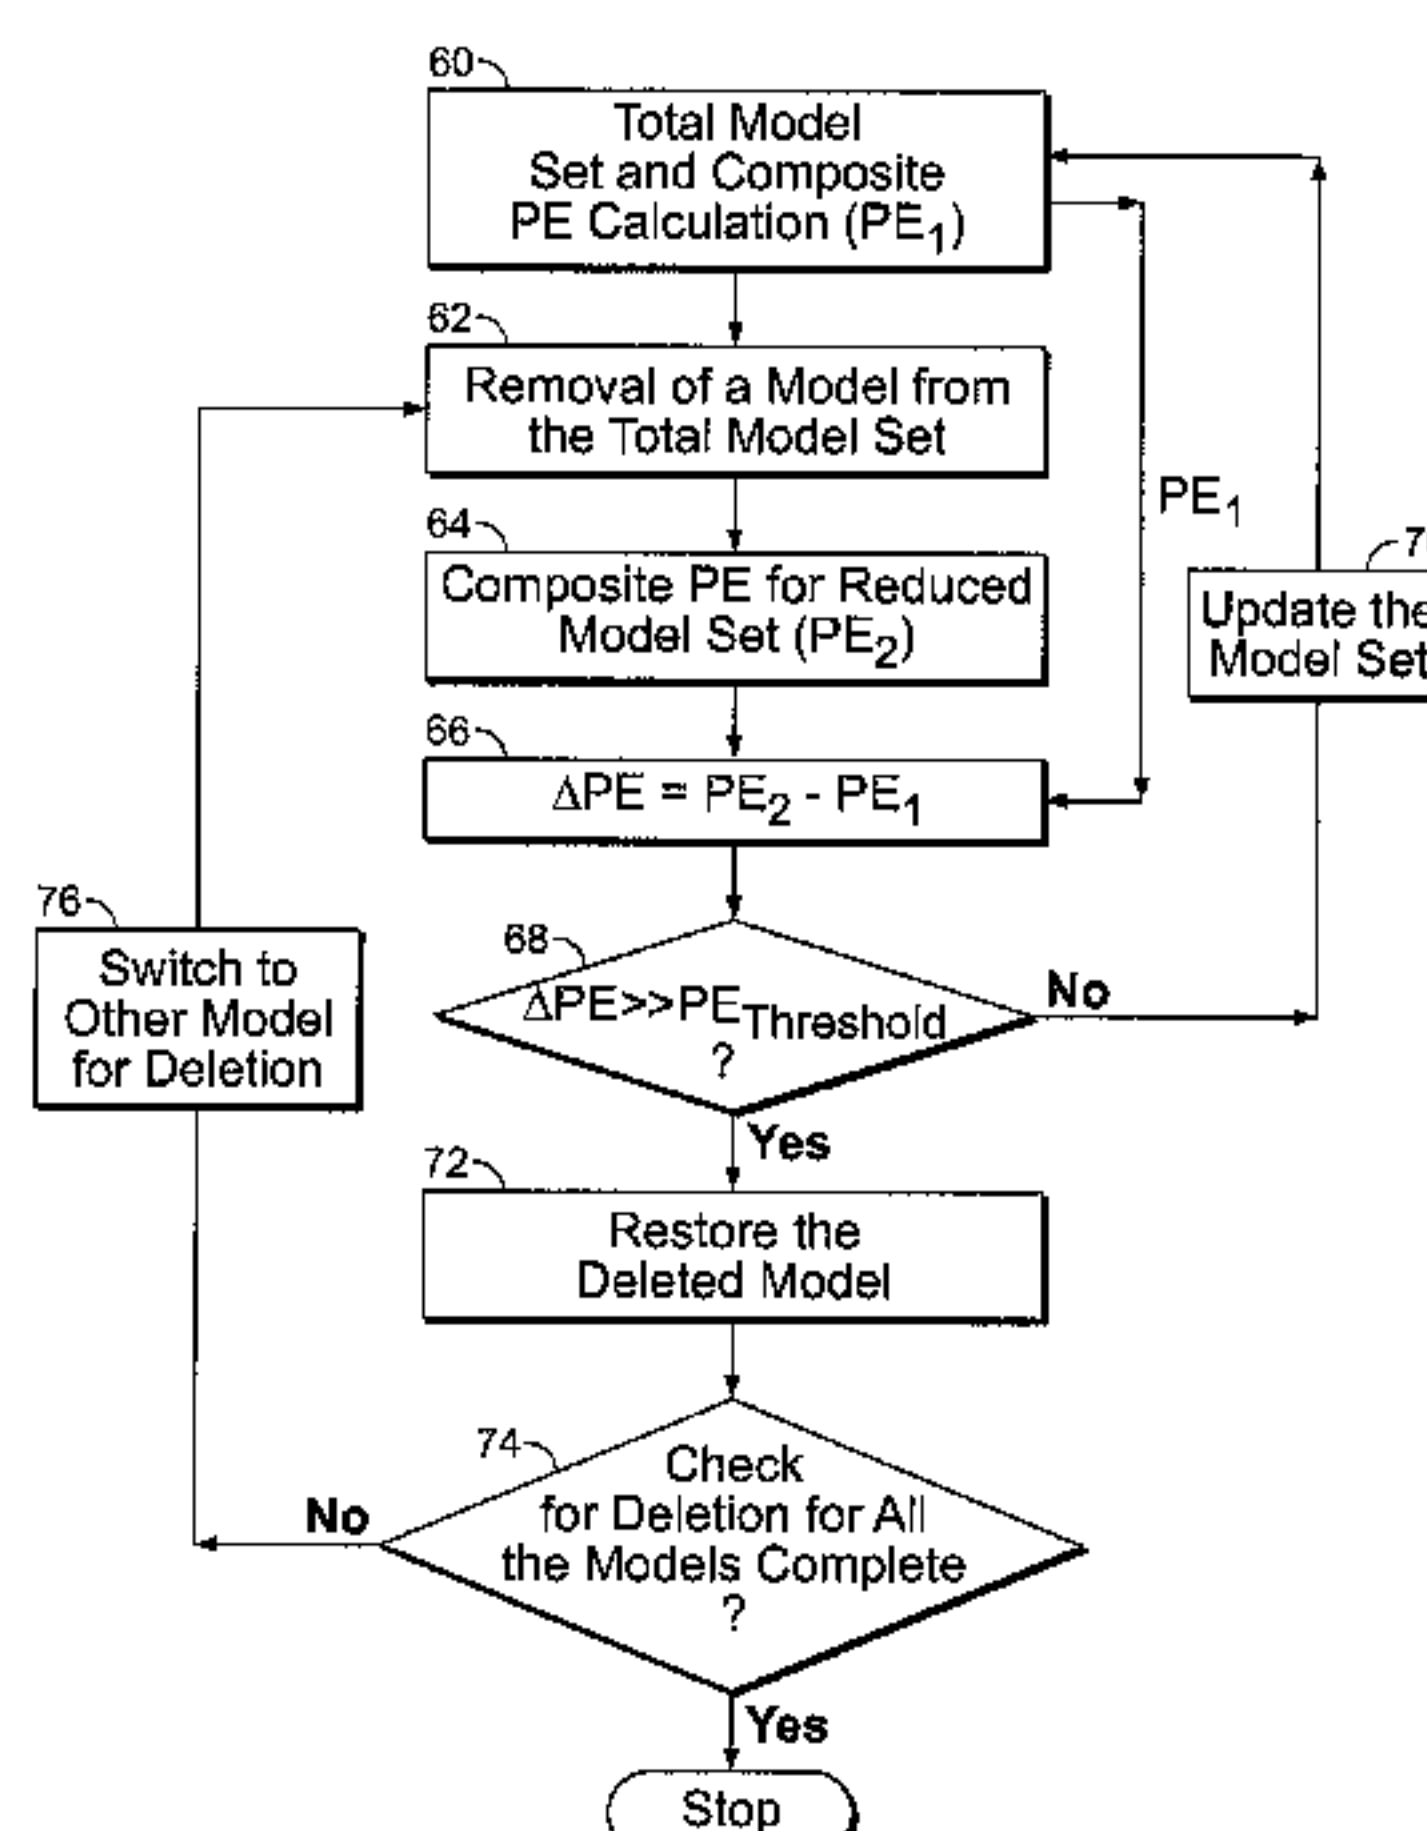 60
Total Model
Set and Composite
PE Calculation (PE1)
62
Removal of a Model from
the Total Model Set
PE1
64
Composite PE for Reduced
Model Set (PE2)
Update the
Model Set
66
ΔPE = PE2 - PE1
76
Switch to
Other Model
for Deletion
68
ΔPE>>PEThreshold
?
No
Yes
72
Restore the
Deleted Model
74
Check
for Deletion for All
the Models Complete
?
No
Yes
Stop